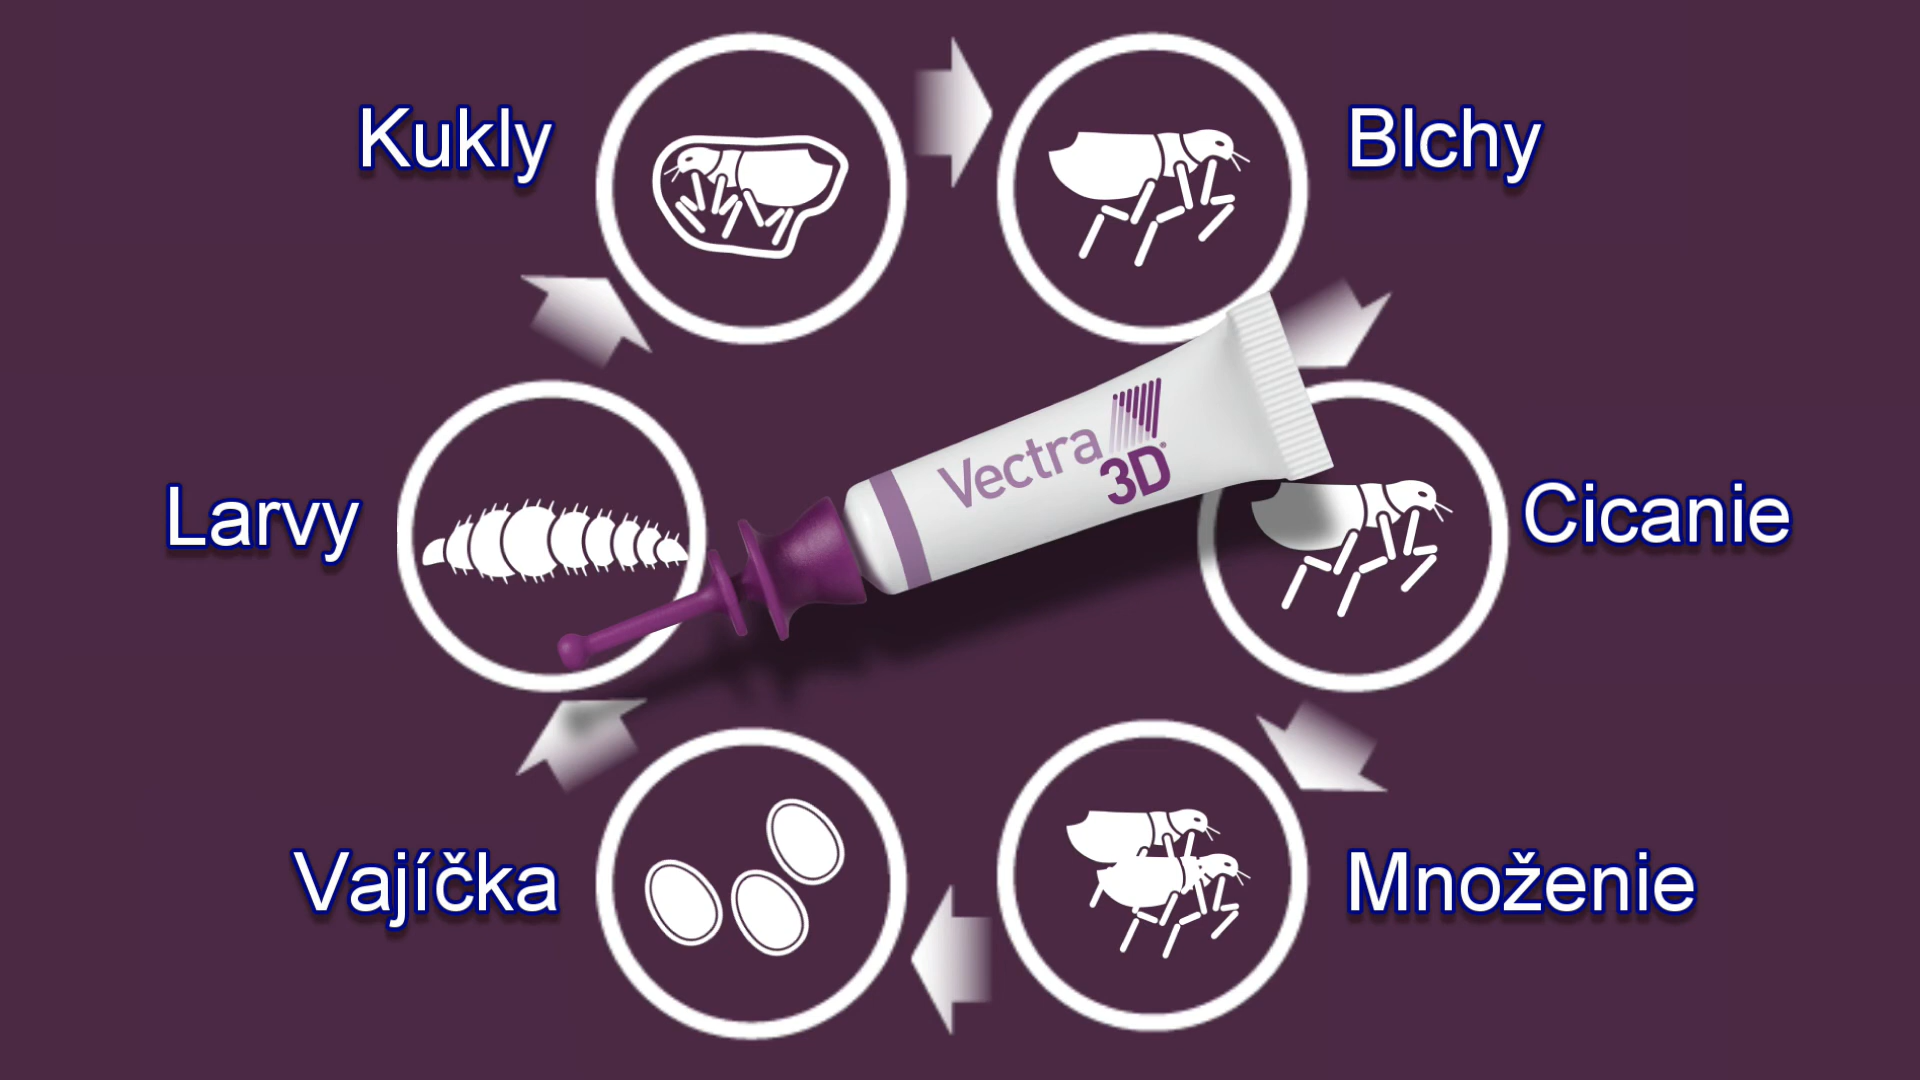 Kukly
Blchy
Larvy
Vectra
3D
Cicanie
Vajíčka
Množenie